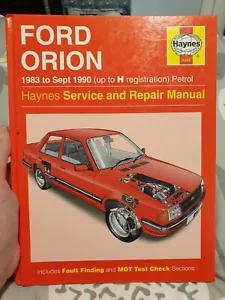 FORD
ORION
Haynes
1983 to Sept 1990 (up to H registration) Petrol
Haynes Service and Repair Manual
Includes Fault Finding and MOT Test Check Sections